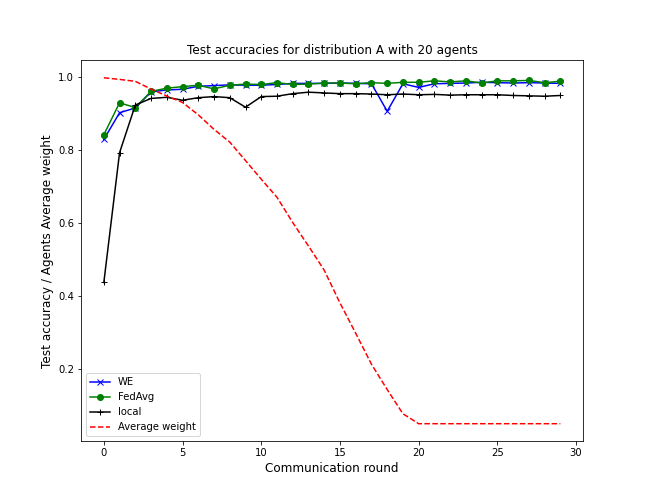 Test accuracies for distribution A with 20 agents
Test accuracy / Agents Average weight
1.0
0.8
0.6
0.4
0.2
WE
FedAvg
local
Average weight
0 5 10 15 20 25 30
Communication round